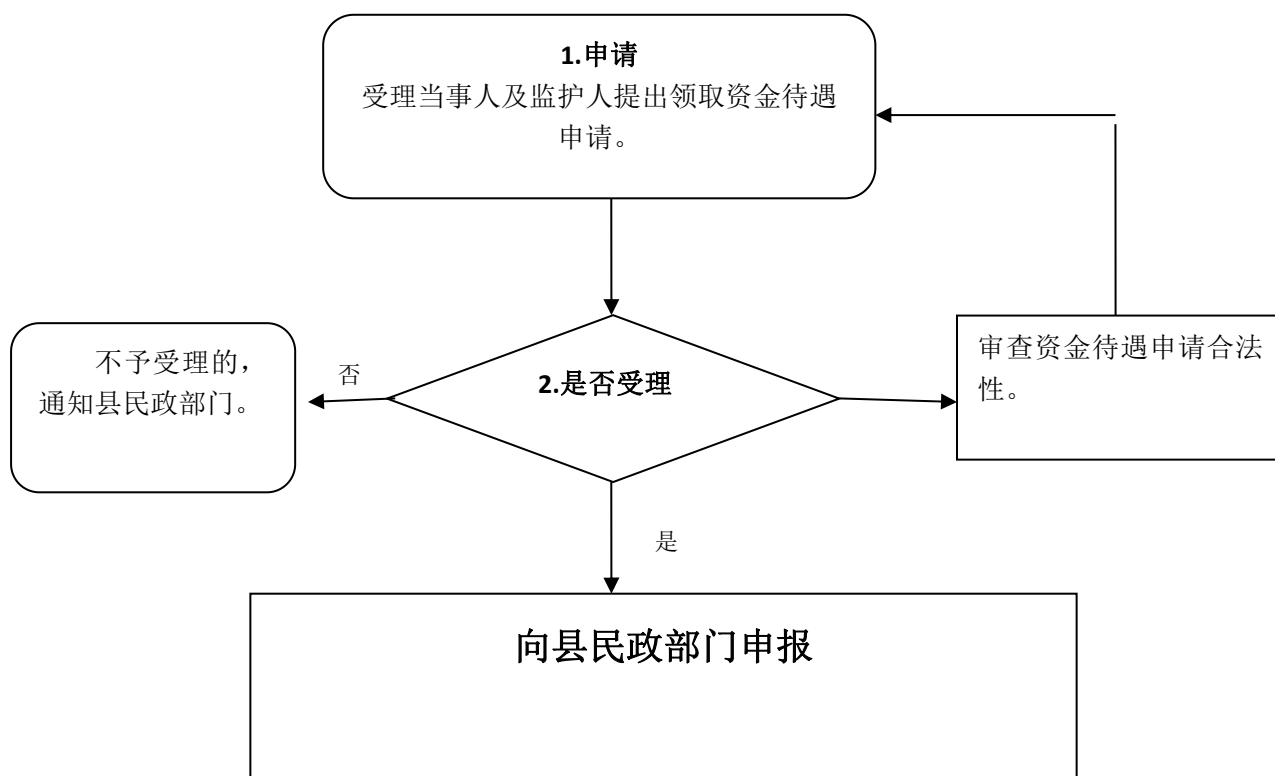 1.申请
受理当事人及监护人提出领取资金待遇
申请。
不予受理的，
通知县民政部门。
否
2.是否受理
审查资金待遇申请合法
性。
是
向县民政部门申报